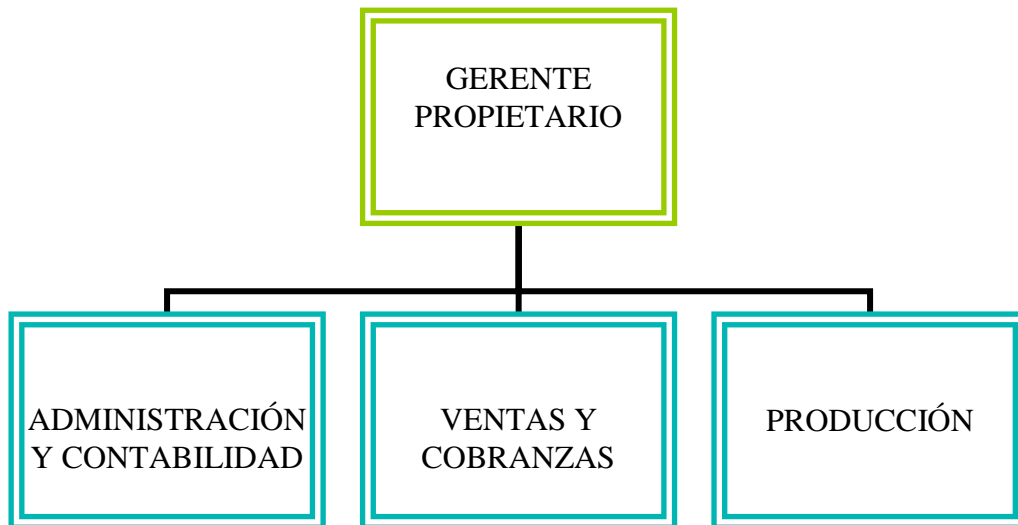 GERENTE
PROPIETARIO
ADMINISTRACIÓN
Y CONTABILIDAD
VENTAS Y
COBRANZAS
PRODUCCIÓN